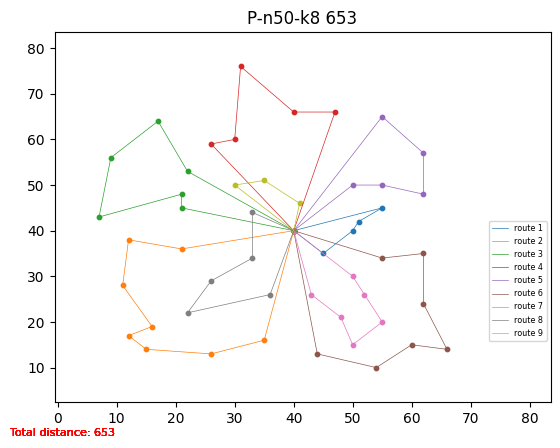 P-n50-k8 653
80
70
60
50
40
30
20
10
0 10 20 30 40 50 60 70 80
route 1
route 2
route 3
route 4
route 5
route 6
route 7
route 8
route 9
Total distance: 653